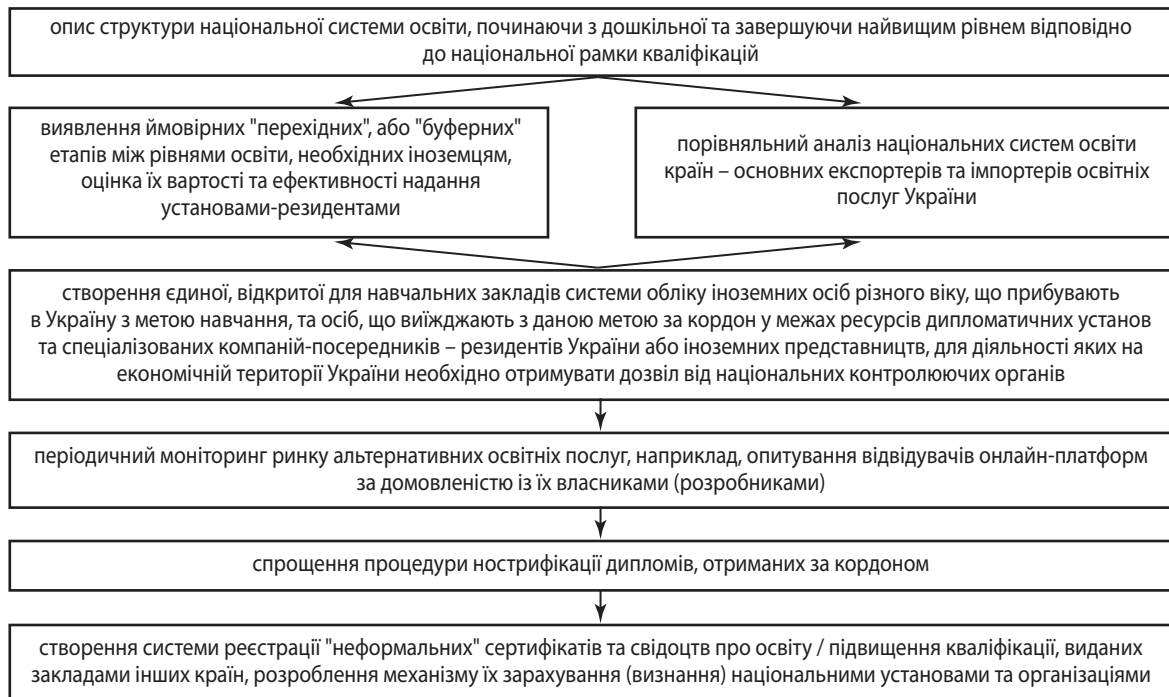 опис структури національної системи освіти, починаючи з дошкільної та завершуючи найвищим рівнем відповідно
до національної рамки кваліфікацій
виявлення ймовірних "перехідних", або "буферних"
етапів між рівнями освіти, необхідних іноземцям,
оцінка їх вартості та ефективності надання
установами-резидентами
порівняльний аналіз національних систем освіти
країн – основних експортерів та імпортерів освітніх
послуг України
створення єдиної, відкритої для навчальних закладів системи обліку іноземних осіб різного віку, що прибувають
в Україну з метою навчання, та осіб, що виїжджають з даною метою за кордон у межах ресурсів дипломатичних установ
та спеціалізованих компаній-посередників – резидентів України або іноземних представництв, для діяльності яких на
економічній території України необхідно отримувати дозвіл від національних контролюючих органів
періодичний моніторинг ринку альтернативних освітніх послуг, наприклад, опитування відвідувачів онлайн-платформ
за домовленістю із їх власниками (розробниками)
спрощення процедури нострифікації дипломів, отриманих за кордоном
створення системи реєстрації "неформальних" сертифікатів та свідоцтв про освіту / підвищення кваліфікації, виданих
закладами інших країн, розроблення механізму їх зарахування (визнання) національними установами та організаціями